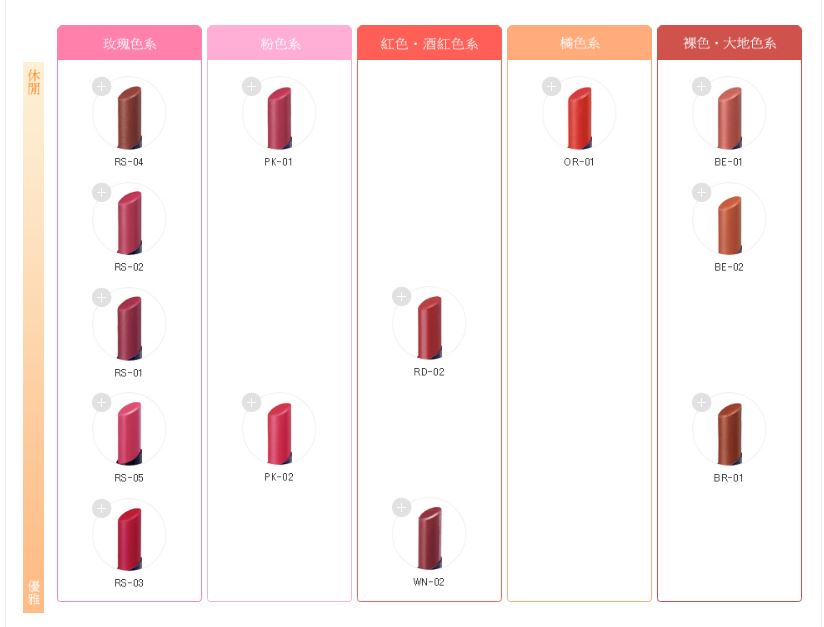 玫瑰色系
粉色系
紅色・酒紅色系
橘色系
裸色・大地色系
休閒
RS-04
PK-01
OR-01
BE-01
RS-02
BE-02
RS-01
RD-02
RS-05
PK-02
BR-01
RS-03
WN-02
優雅